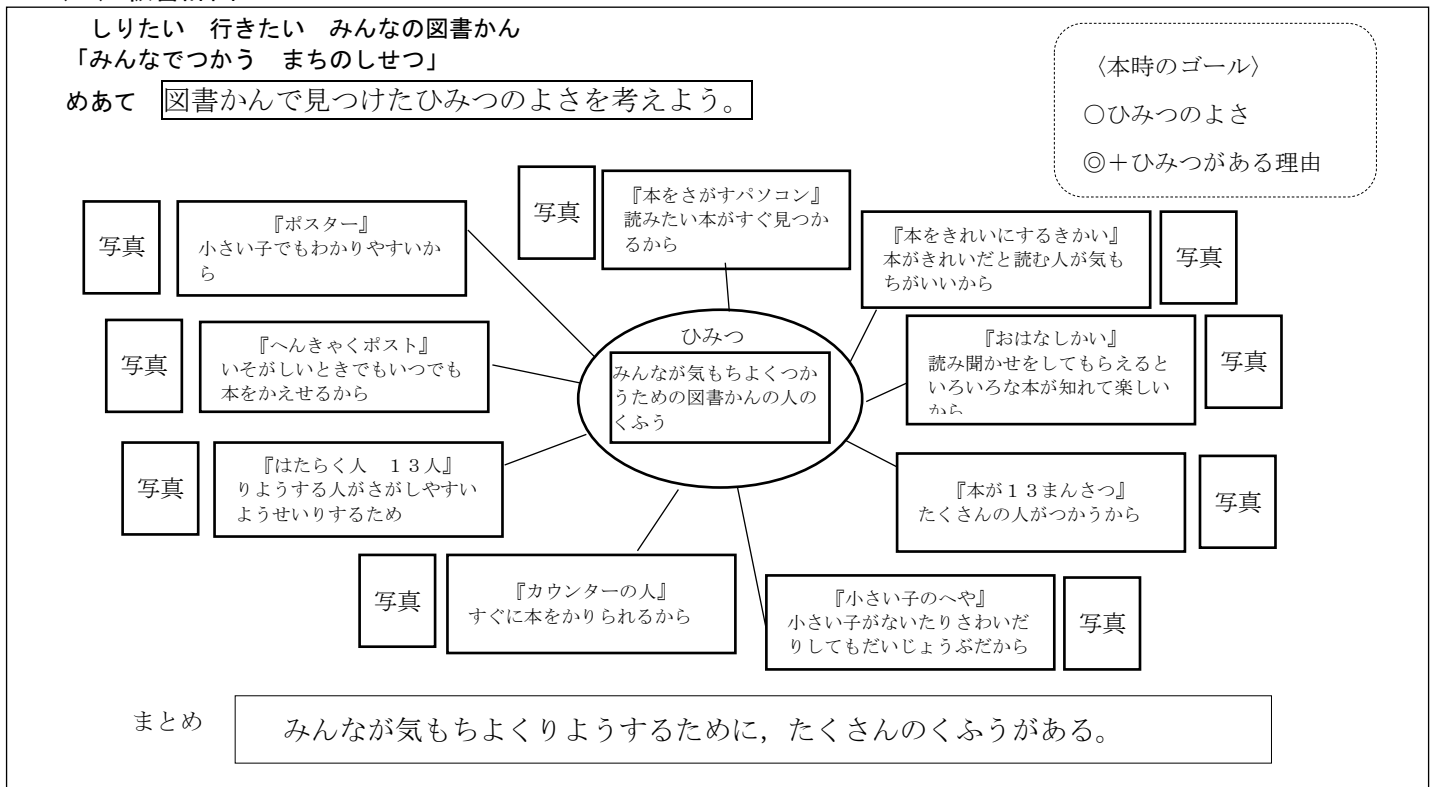 しりたい　行きたい　みんなの図書かん
「みんなでつかう　まちのしせつ」
めあて　図書かんで見つけたひみつのよさを考えよう。
〈本時のゴール〉
○ひみつのよさ
◎＋ひみつがある理由
写真
『ポスター』
小さい子でもわかりやすいか
ら
写真
『本をさがすパソコン』
読みたい本がすぐ見つか
るから
『本をきれいにするきかい』
本がきれいだと読む人が気も
ちがいいから
写真
写真
『へんきゃくポスト』
いそがしいときでもいつでも
本をかえせるから
ひみつ
みんなが気もちよくつか
うための図書かんの人の
くふう
『おはなしかい』
読み聞かせをしてもらえると
いろいろな本が知れて楽しい
から
写真
写真
『はたらく人　１３人』
りようする人がさがしやすい
ようせいりするため
『本が１３まんさつ』
たくさんの人がつかうから
写真
写真
『カウンターの人』
すぐに本をかりられるから
『小さい子のへや』
小さい子がないたりさわいだ
りしてもだいじょうぶだから
写真
まとめ
みんなが気もちよくりようするために，たくさんのくふうがある。